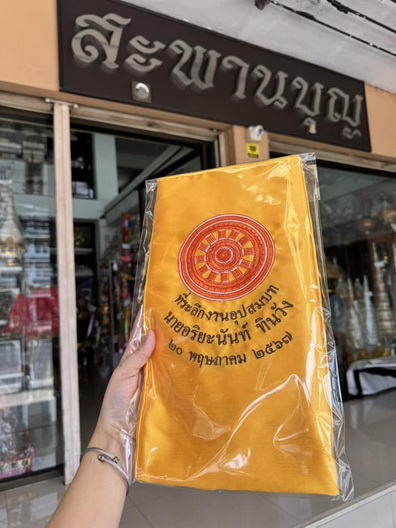 สะพานบุญ
ที่ระลึกงานอุปสมบท
นายอริยะนันท์ ทินวัง
๒๐ พฤษภาคม ๒๕๖๗